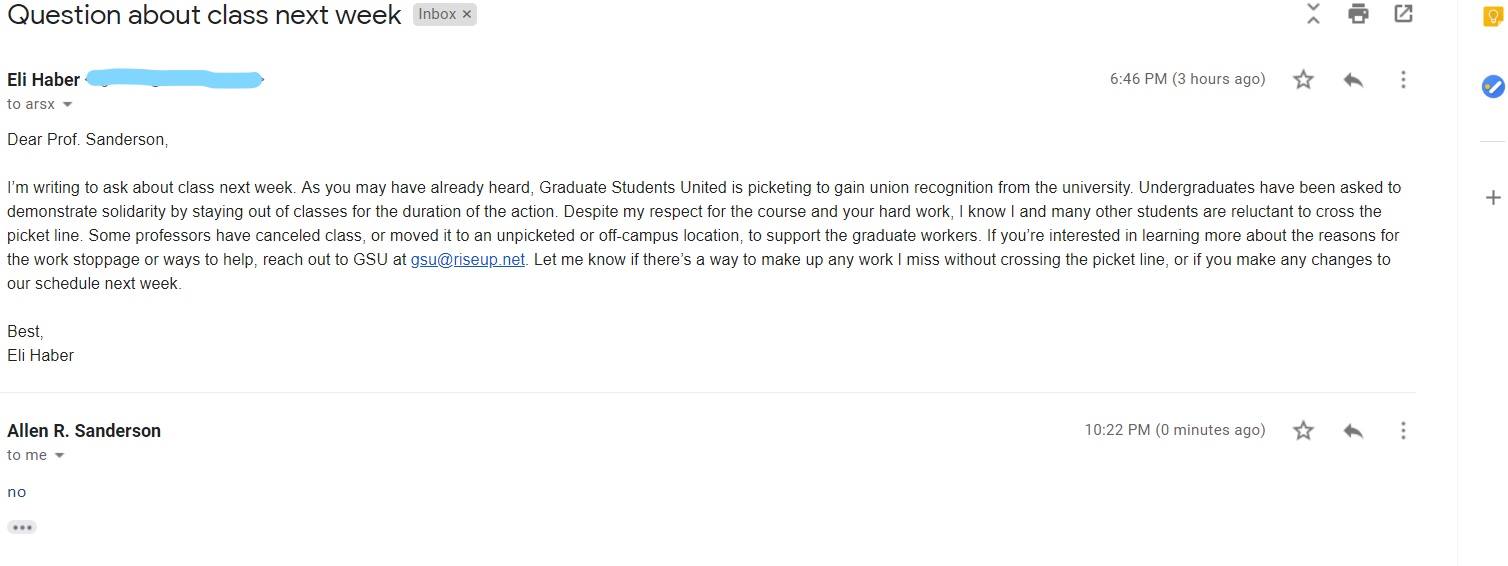 Question about class next week Inbox ×
Eli Haber 6:46 PM (3 hours ago)
to arsx
Dear Prof. Sanderson,
I'm writing to ask about class next week. As you may have already heard, Graduate Students United is picketing to gain union recognition from the university. Undergraduates have been asked to
demonstrate solidarity by staying out of classes for the duration of the action. Despite my respect for the course and your hard work, I know I and many other students are reluctant to cross the
picket line. Some professors have canceled class, or moved it to an unpicketed or off-campus location, to support the graduate workers. If you're interested in learning more about the reasons for
the work stoppage or ways to help, reach out to GSU at gsu@riseup.net. Let me know if there's a way to make up any work I miss without crossing the picket line, or if you make any changes to
our schedule next week.
Best,
Eli Haber
Allen R. Sanderson 10:22 PM (0 minutes ago)
to me
no